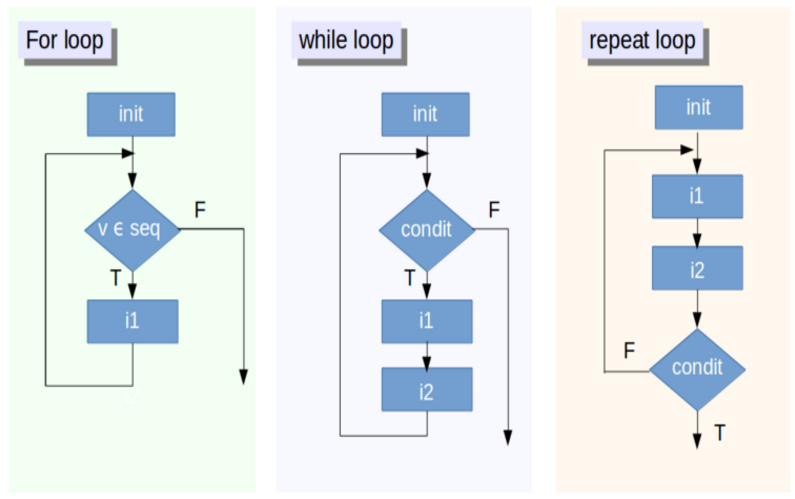 For loop
init
v ϵ seq
F
T
i1
while loop
init
condit
F
T
i1
i2
repeat loop
init
i1
i2
F
condit
T